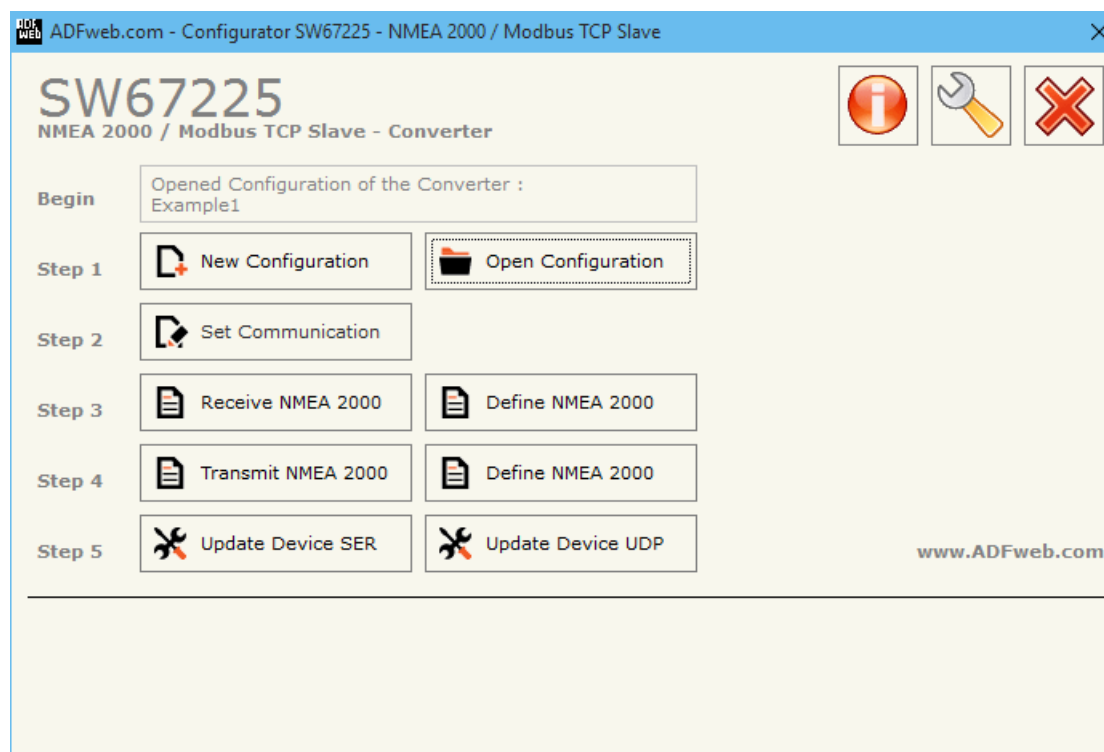 ADF WEB ADFweb.com - Configurator SW67225 - NMEA 2000 / Modbus TCP Slave
SW67225
NMEA 2000 / Modbus TCP Slave - Converter
Begin
Opened Configuration of the Converter :
Example1
Step 1 New Configuration Open Configuration
Step 2 Set Communication
Step 3 Receive NMEA 2000 Define NMEA 2000
Step 4 Transmit NMEA 2000 Define NMEA 2000
Step 5 Update Device SER Update Device UDP
www.ADFweb.com